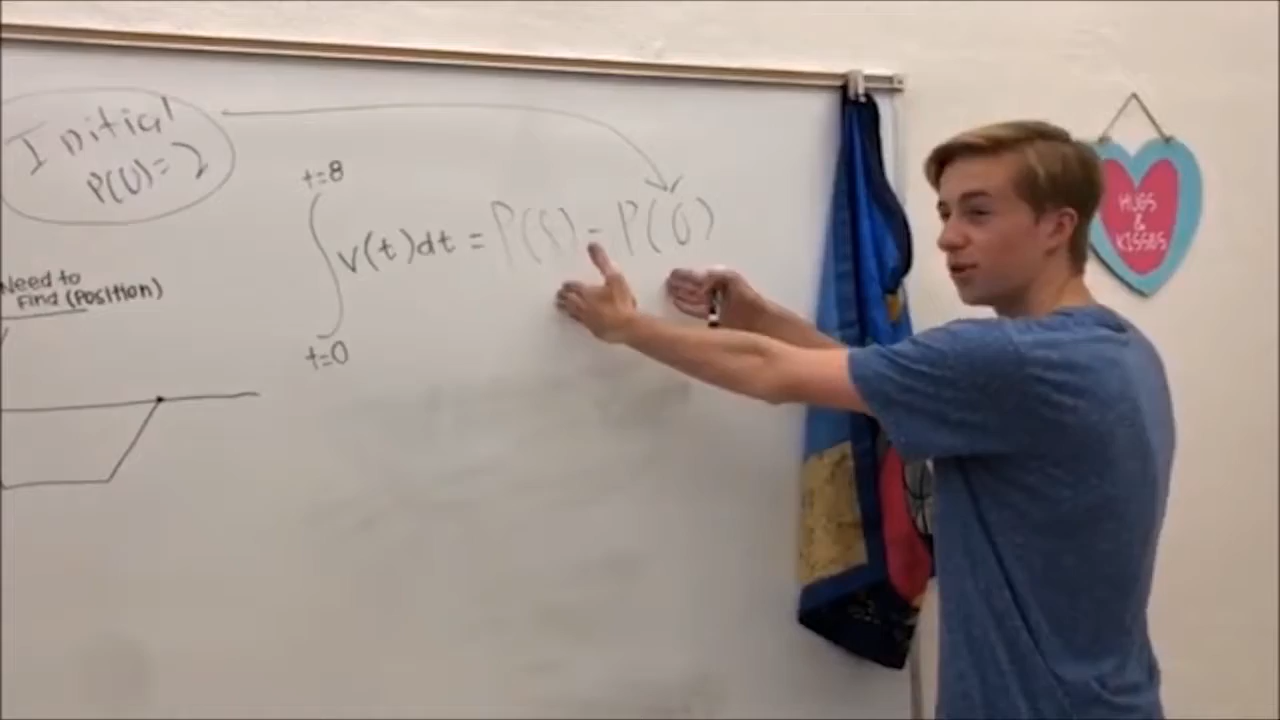 Initial
P(0)=2
t=8
∫ v(t)dt = P(8) - P(0)
t=0
Need to
Find (Position)
HUGS
&
KISSES